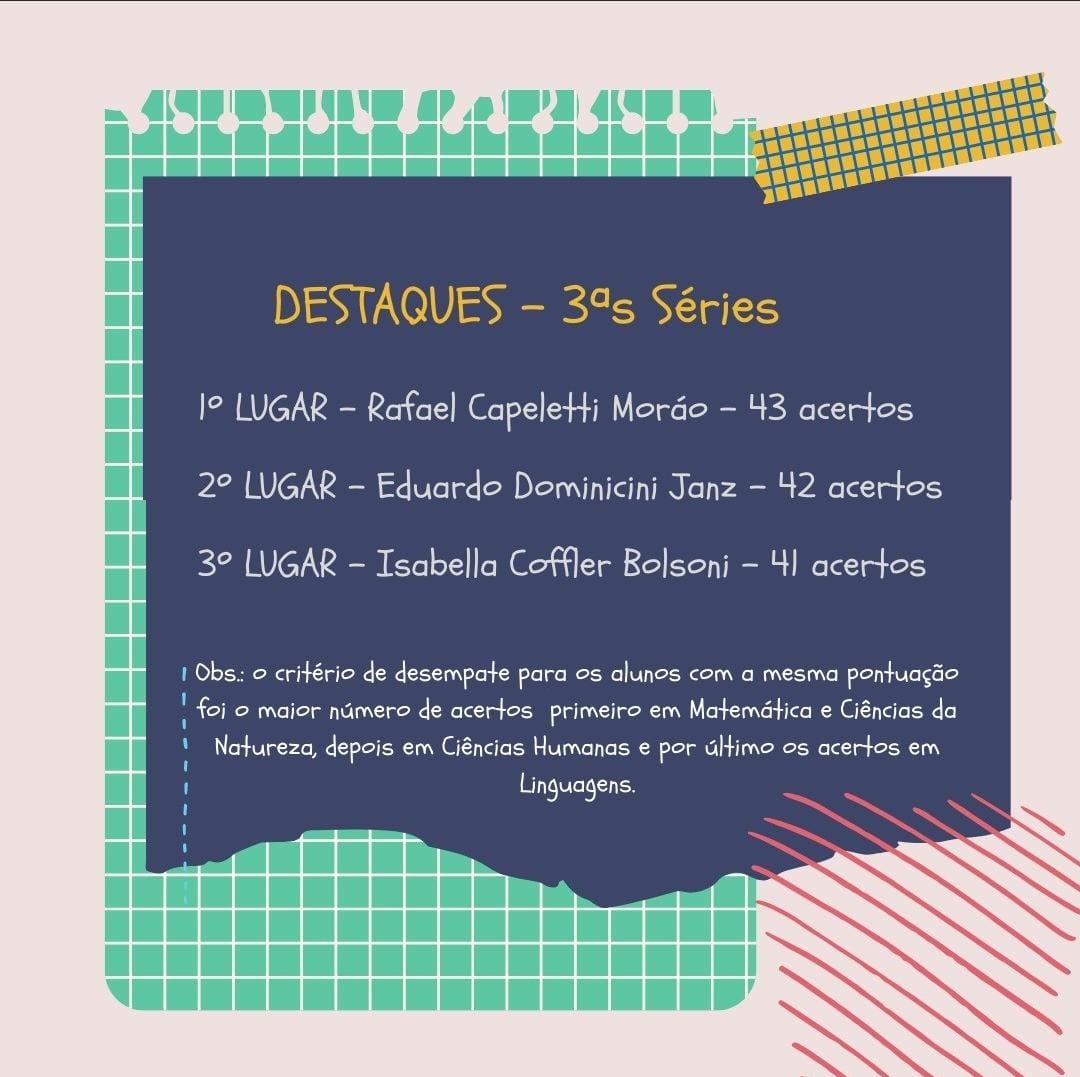 DESTAQUES - 3ªs Séries
1º LUGAR - Rafael Capeletti Moráo - 43 acertos
2º LUGAR - Eduardo Dominicini Janz - 42 acertos
3º LUGAR - Isabella Coffler Bolsoni - 41 acertos
Obs.: o critério de desempate para os alunos com a mesma pontuação
foi o maior número de acertos primeiro em Matemática e Ciências da
Natureza, depois em Ciências Humanas e por último os acertos em
Linguagens.